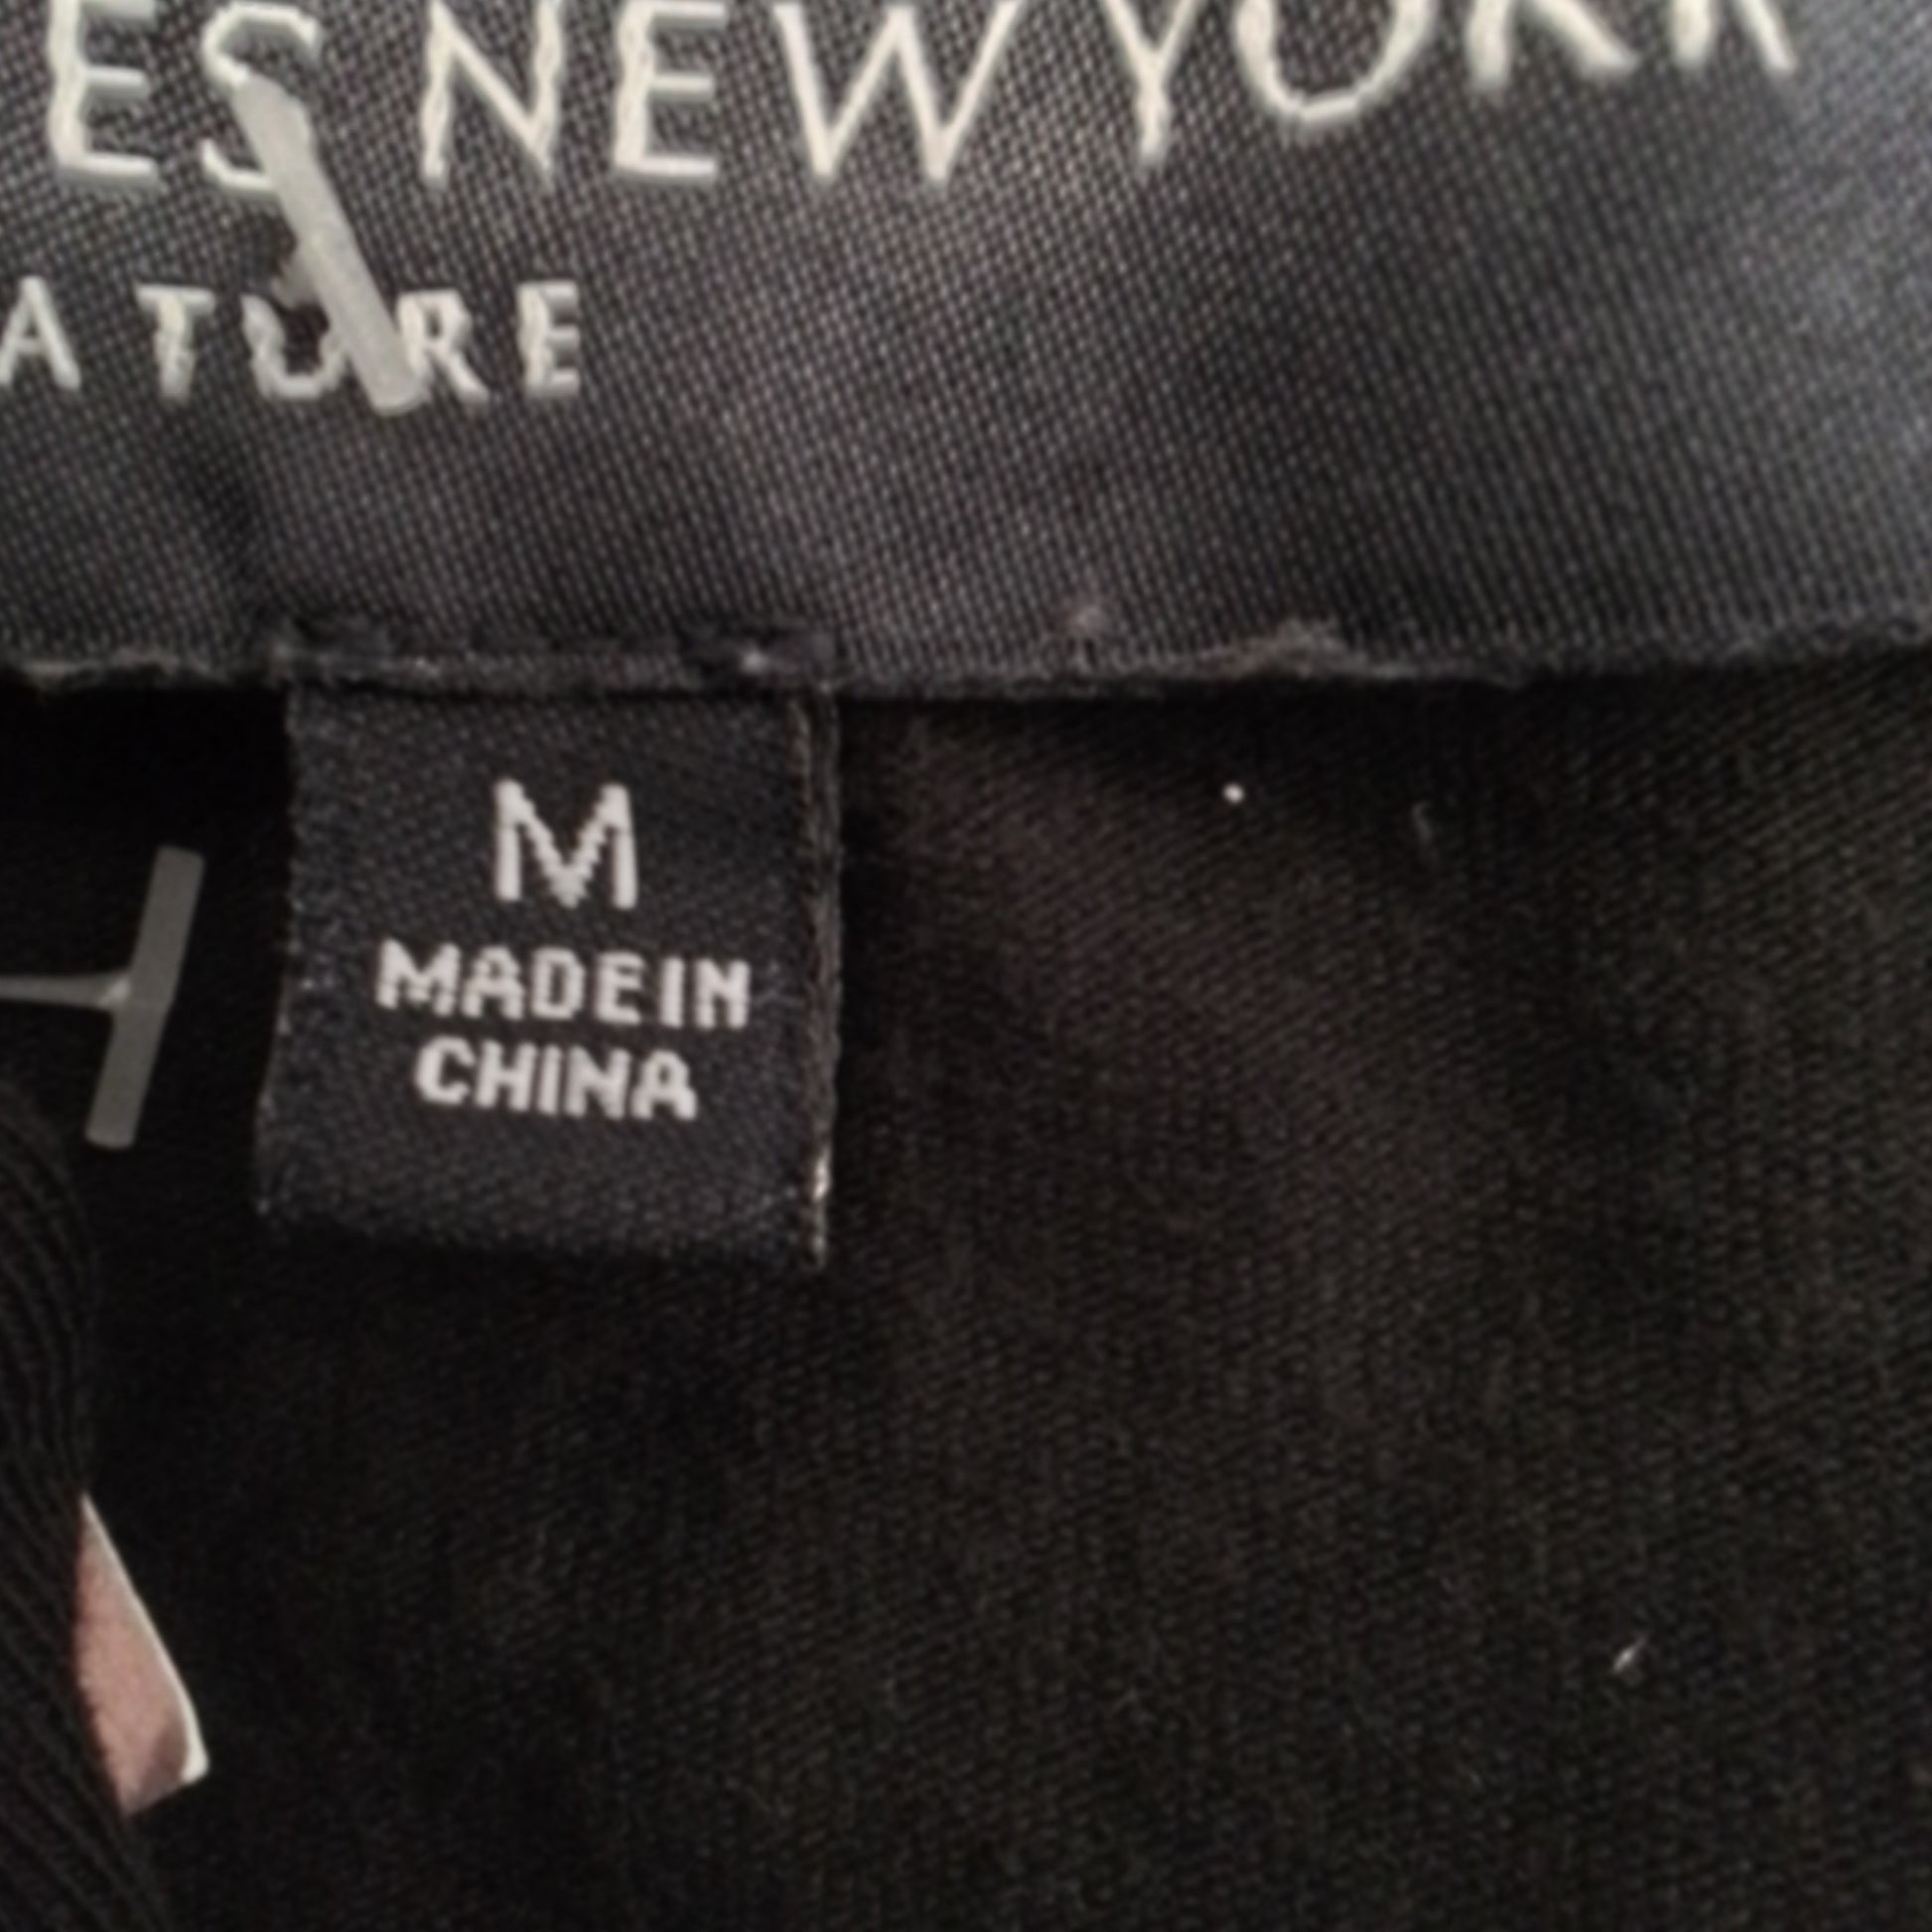 ES NEW YORK
ATURE
M
MADE IN
CHINA